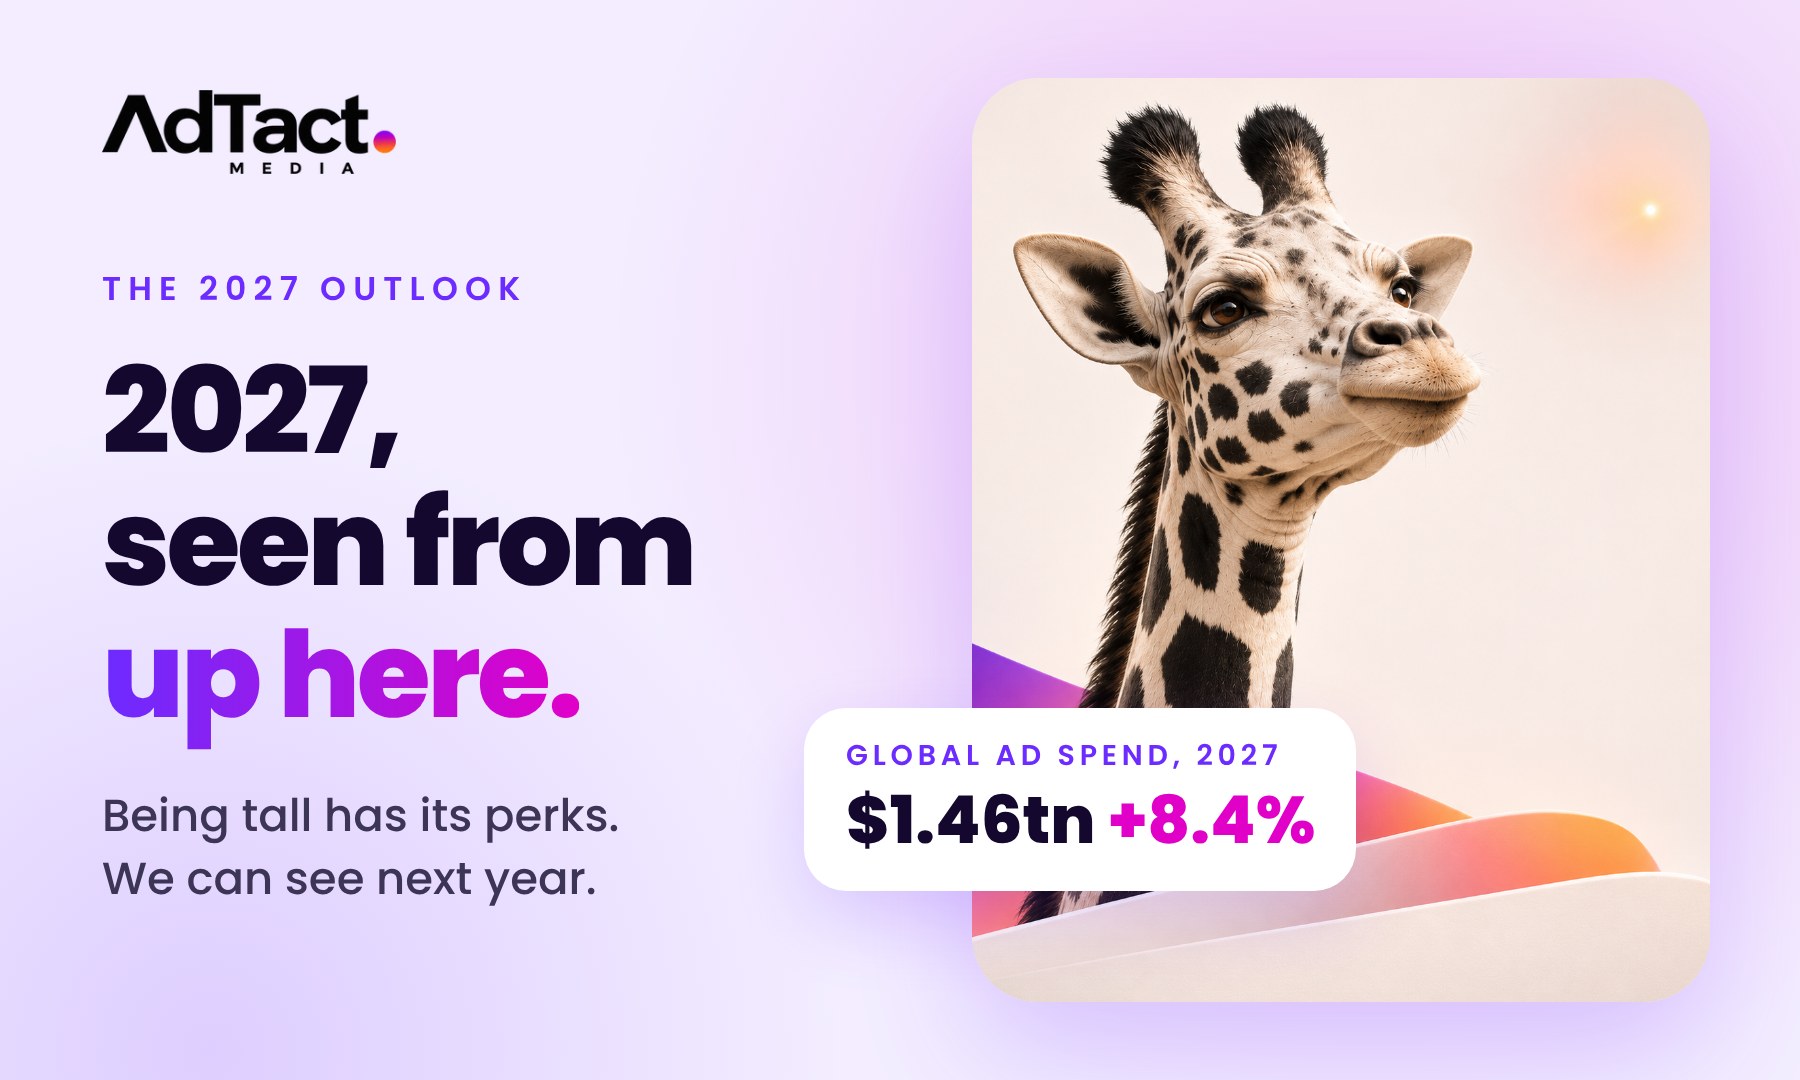 AdTact.
MEDIA
THE 2027 OUTLOOK
2027,
seen from
up here.
Being tall has its perks.
We can see next year.
GLOBAL AD SPEND, 2027
$1.46tn +8.4%